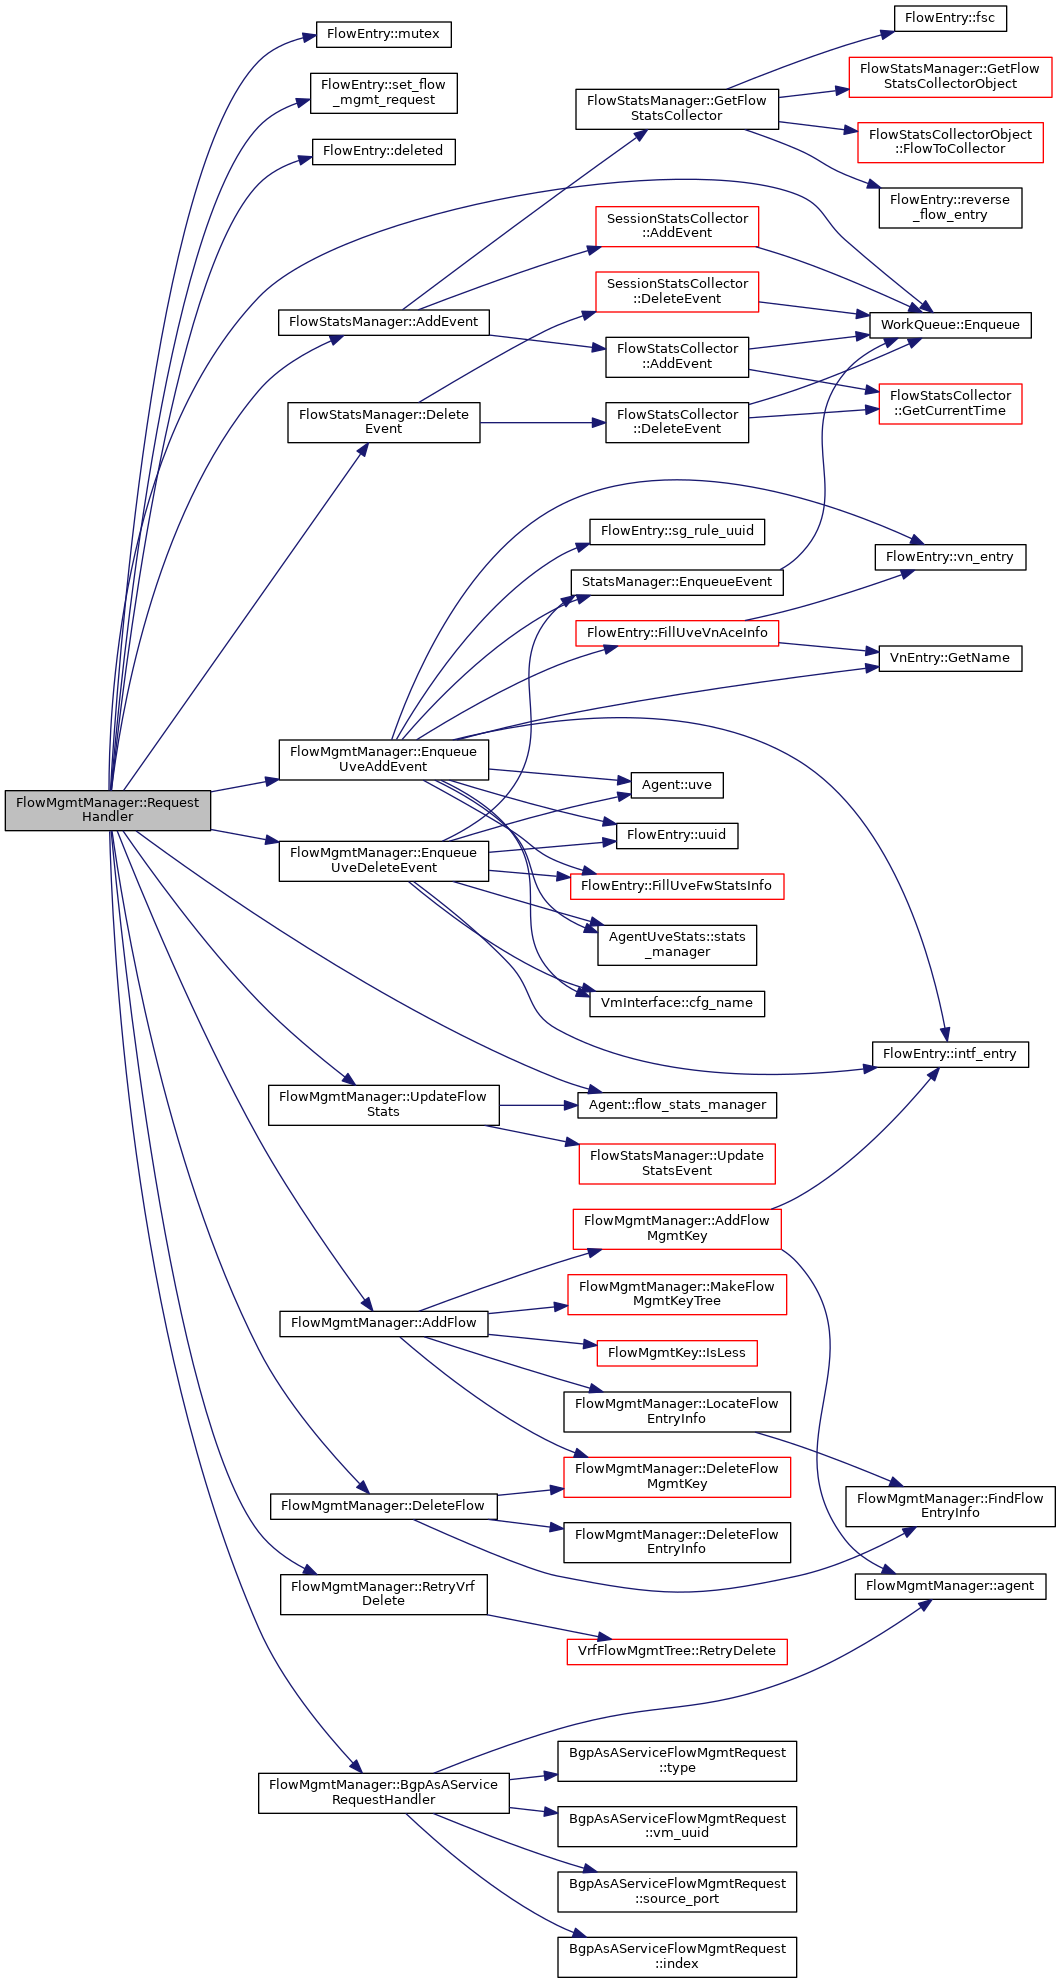 FlowMgmtManager::Request
Handler
FlowEntry::mutex
FlowEntry::set_flow
_mgmt_request
FlowEntry::deleted
FlowStatsManager::AddEvent
FlowStatsManager::Delete
Event
FlowMgmtManager::Enqueue
UveAddEvent
FlowMgmtManager::Enqueue
UveDeleteEvent
FlowMgmtManager::UpdateFlow
Stats
FlowMgmtManager::AddFlow
FlowMgmtManager::DeleteFlow
FlowMgmtManager::RetryVrf
Delete
FlowMgmtManager::BgpAsAService
RequestHandler
FlowStatsManager::GetFlow
StatsCollector
SessionStatsCollector
::AddEvent
SessionStatsCollector
::DeleteEvent
FlowStatsCollector
::AddEvent
FlowStatsCollector
::DeleteEvent
FlowEntry::sg_rule_uuid
StatsManager::EnqueueEvent
FlowEntry::FillUveVnAceInfo
Agent::uve
FlowEntry::uuid
FlowEntry::FillUveFwStatsInfo
AgentUveStats::stats
_manager
VmInterface::cfg_name
Agent::flow_stats_manager
FlowStatsManager::Update
StatsEvent
FlowMgmtManager::AddFlow
MgmtKey
FlowMgmtManager::MakeFlow
MgmtKeyTree
FlowMgmtKey::IsLess
FlowMgmtManager::LocateFlow
EntryInfo
FlowMgmtManager::DeleteFlow
MgmtKey
FlowMgmtManager::DeleteFlow
EntryInfo
VrfFlowMgmtTree::RetryDelete
BgpAsAServiceFlowMgmtRequest
::type
BgpAsAServiceFlowMgmtRequest
::vm_uuid
BgpAsAServiceFlowMgmtRequest
::source_port
BgpAsAServiceFlowMgmtRequest
::index
FlowEntry::fsc
FlowStatsManager::GetFlow
StatsCollectorObject
FlowStatsCollectorObject
::FlowToCollector
FlowEntry::reverse
_flow_entry
WorkQueue::Enqueue
FlowStatsCollector
::GetCurrentTime
FlowEntry::vn_entry
VnEntry::GetName
FlowEntry::intf_entry
FlowMgmtManager::FindFlow
EntryInfo
FlowMgmtManager::agent